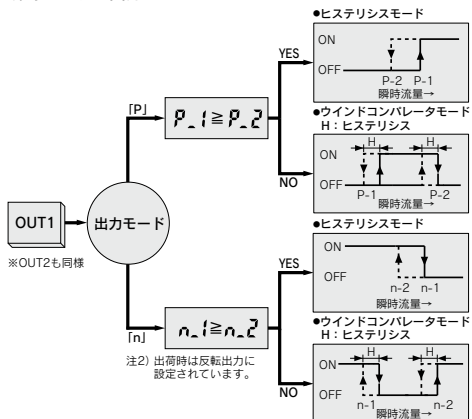 ●ヒステリシスモード
ON
OFF
P-2 P-1
瞬時流量→
YES
「P」
P_1≧P_2
●ウインドコンパレータモード
H：ヒステリシス
H H
ON
OFF
P-1 P-2
瞬時流量→
NO
OUT1
出力モード
※OUT2も同様
●ヒステリシスモード
ON
OFF
n-2 n-1
瞬時流量→
YES
n_1≧n_2
「n」
注2) 出荷時は反転出力に
設定されています。
●ウインドコンパレータモード
H：ヒステリシス
H H
ON
OFF
n-1 n-2
瞬時流量→
NO